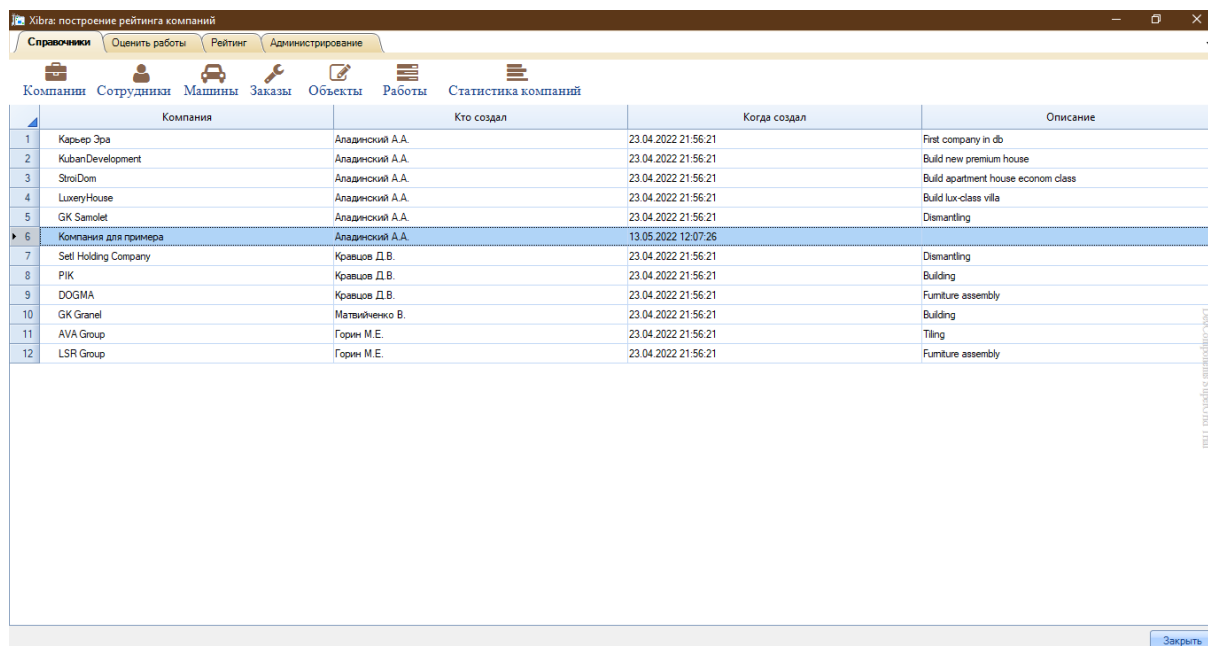 Xibra: построение рейтинга компаний
Справочники Оценить работы Рейтинг Администрирование
Компании Сотрудники Машины Заказы Объекты Работы Статистика компаний
Компания Кто создал Когда создал Описание
1 Карьер Эра Аладинский А.А. 23.04.2022 21:56:21 First company in db
2 KubanDevelopment Аладинский А.А. 23.04.2022 21:56:21 Build new premium house
3 StroiDom Аладинский А.А. 23.04.2022 21:56:21 Build apartment house econom class
4 LuxeryHouse Аладинский А.А. 23.04.2022 21:56:21 Build lux-class villa
5 GK Samolet Аладинский А.А. 23.04.2022 21:56:21 Dismantling
6 Компания для примера Аладинский А.А. 13.05.2022 12:07:26
7 Setl Holding Company Кравцов Д.В. 23.04.2022 21:56:21 Dismantling
8 PIK Кравцов Д.В. 23.04.2022 21:56:21 Building
9 DOGMA Кравцов Д.В. 23.04.2022 21:56:21 Furniture assembly
10 GK Granel Матвийченко В. 23.04.2022 21:56:21 Building
11 AVA Group Горин М.Е. 23.04.2022 21:56:21 Tiling
12 LSR Group Горин М.Е. 23.04.2022 21:56:21 Furniture assembly
Закрыть